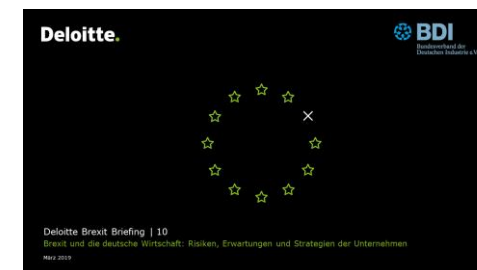 Deloitte.
BDI
Bundesverband der
Deutschen Industrie e.V.
Deloitte Brexit Briefing | 10
Brexit und die deutsche Wirtschaft: Risiken, Erwartungen und Strategien der Unternehmen
März 2019